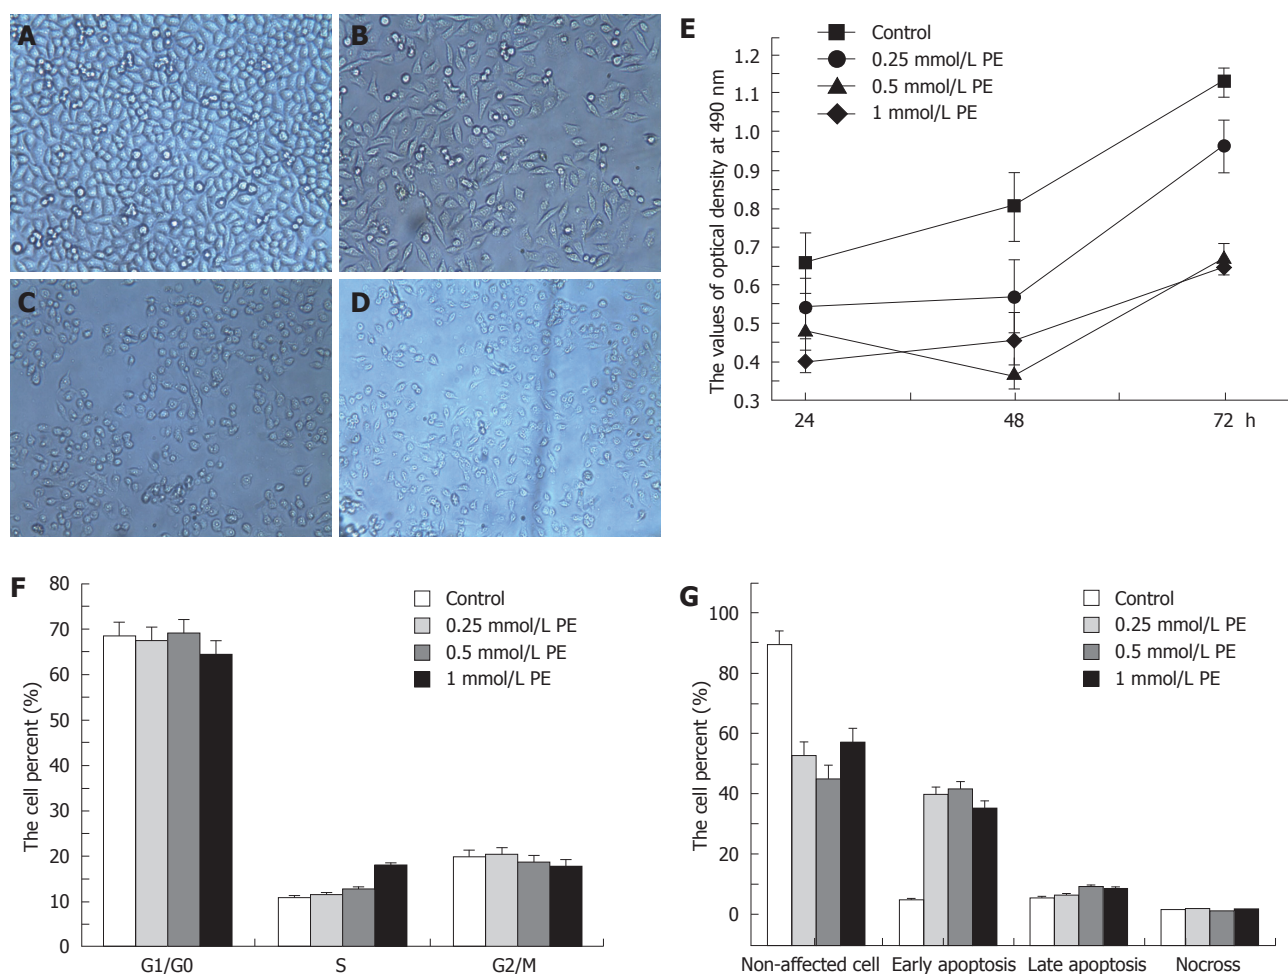 A
B
C
D
E
Control
0.25 mmol/L PE
0.5 mmol/L PE
1 mmol/L PE
The values of optical density at 490 nm
1.2
1.1
1.0
0.9
0.8
0.7
0.6
0.5
0.4
0.3
24
48
72 h
F
Control
0.25 mmol/L PE
0.5 mmol/L PE
1 mmol/L PE
The cell percent (%)
80
70
60
50
40
30
20
10
0
G1/G0
S
G2/M
G
Control
0.25 mmol/L PE
0.5 mmol/L PE
1 mmol/L PE
The cell percent (%)
100
80
60
40
20
0
Non-affected cell
Early apoptosis
Late apoptosis
Nocross